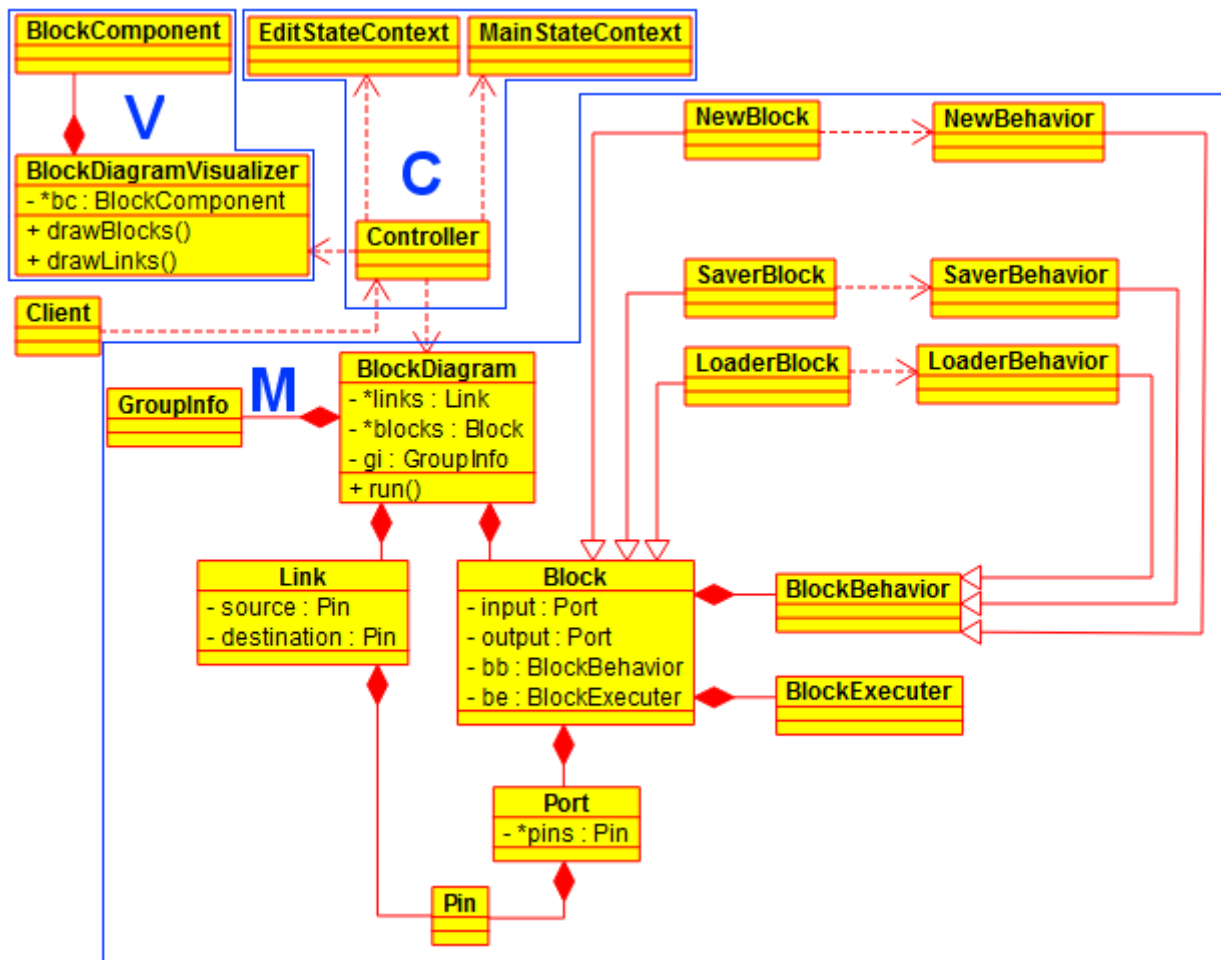 BlockComponent
EditStateContext
MainStateContext
V
C
NewBlock
NewBehavior
BlockDiagramVisualizer
- *bc : BlockComponent
+ drawBlocks()
+ drawLinks()
Controller
SaverBlock
SaverBehavior
Client
LoaderBlock
LoaderBehavior
M
GroupInfo
BlockDiagram
- *links : Link
- *blocks : Block
- gi : GroupInfo
+ run()
Link
- source : Pin
- destination : Pin
Block
- input : Port
- output : Port
- bb : BlockBehavior
- be : BlockExecuter
BlockBehavior
BlockExecuter
Port
- *pins : Pin
Pin